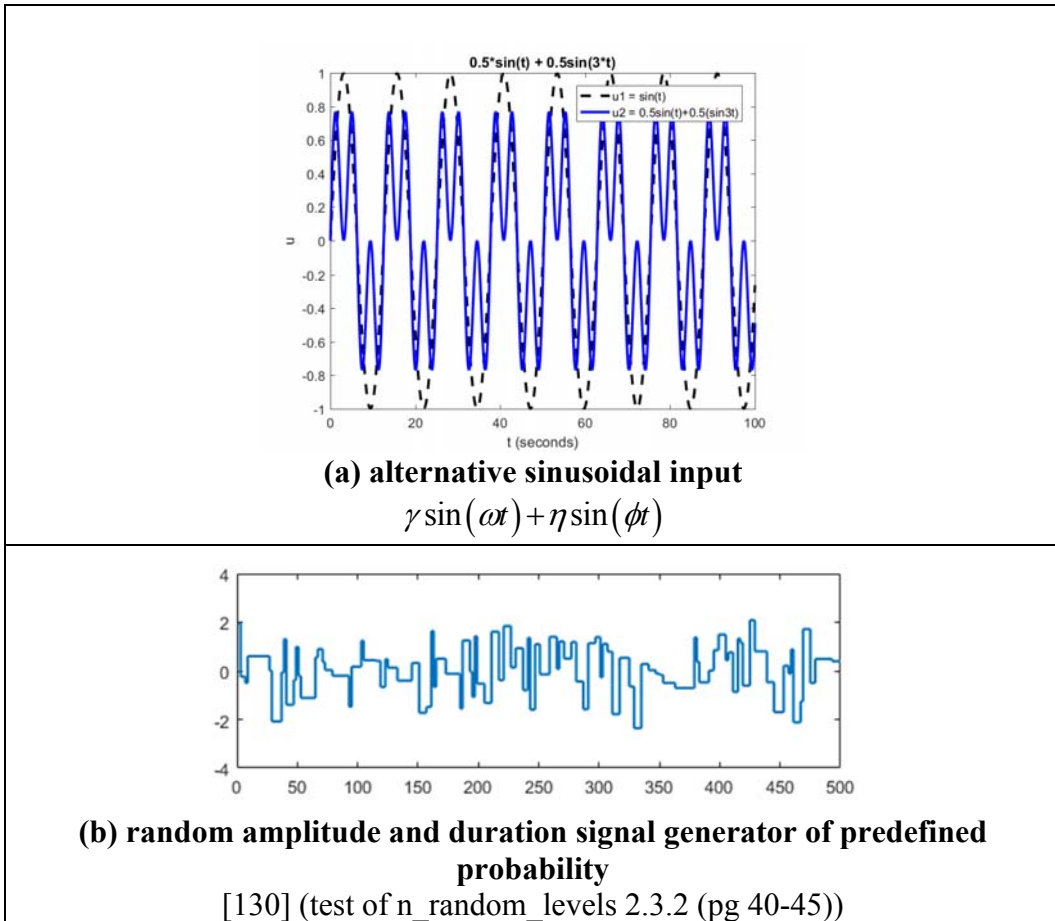 0.5*sin(t) + 0.5sin(3*t)
u1 = sin(t)
u2 = 0.5sin(t)+0.5(sin3t)
1
0.8
0.6
0.4
0.2
0
-0.2
-0.4
-0.6
-0.8
-1
u
0 20 40 60 80 100
t (seconds)
(a) alternative sinusoidal input
γ sin(ωt)+η sin(ϕt)
4
2
0
-2
-4
0 50 100 150 200 250 300 350 400 450 500
(b) random amplitude and duration signal generator of predefined
probability
[130] (test of n_random_levels 2.3.2 (pg 40-45))